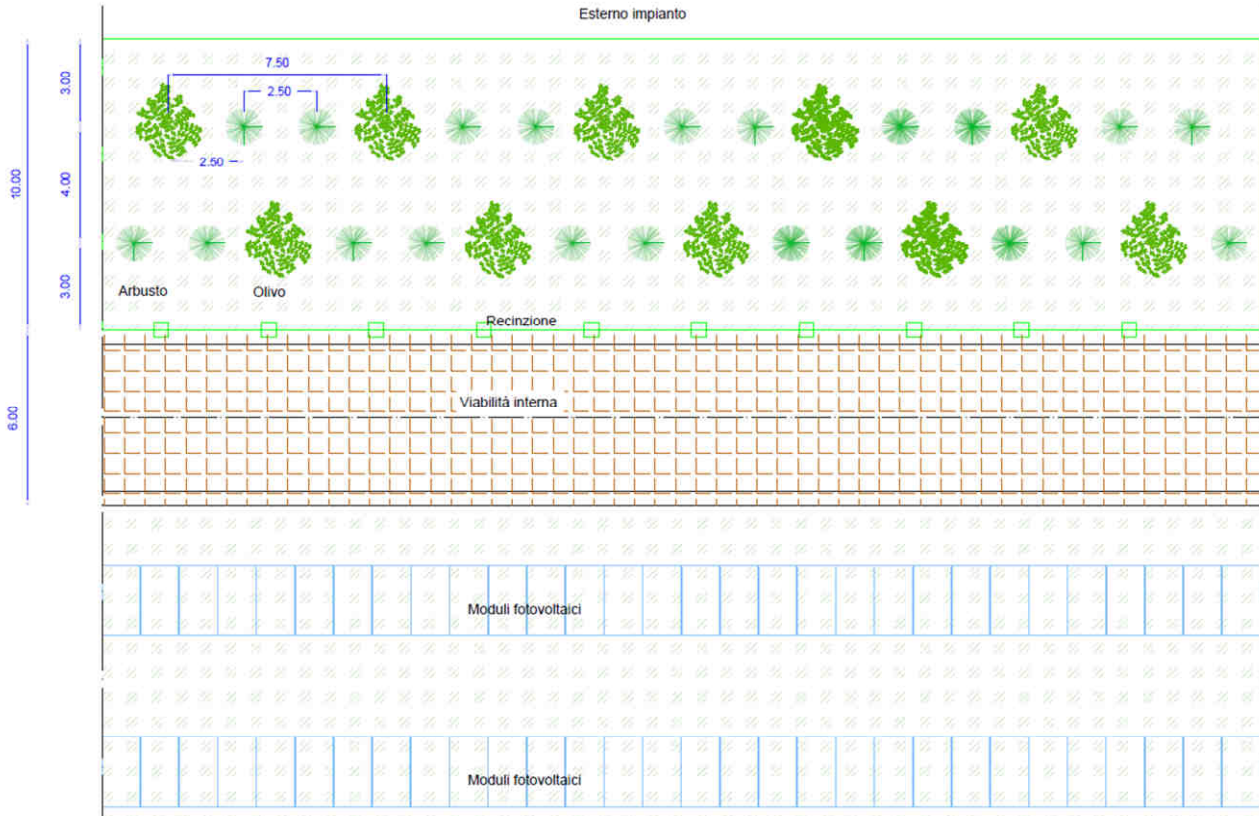 Esterno impianto
7.50
2.50
2.50
3.00
4.00
3.00
10.00
6.00
Arbusto
Olivo
Recinzione
Viabilità interna
Moduli fotovoltaici
Moduli fotovoltaici